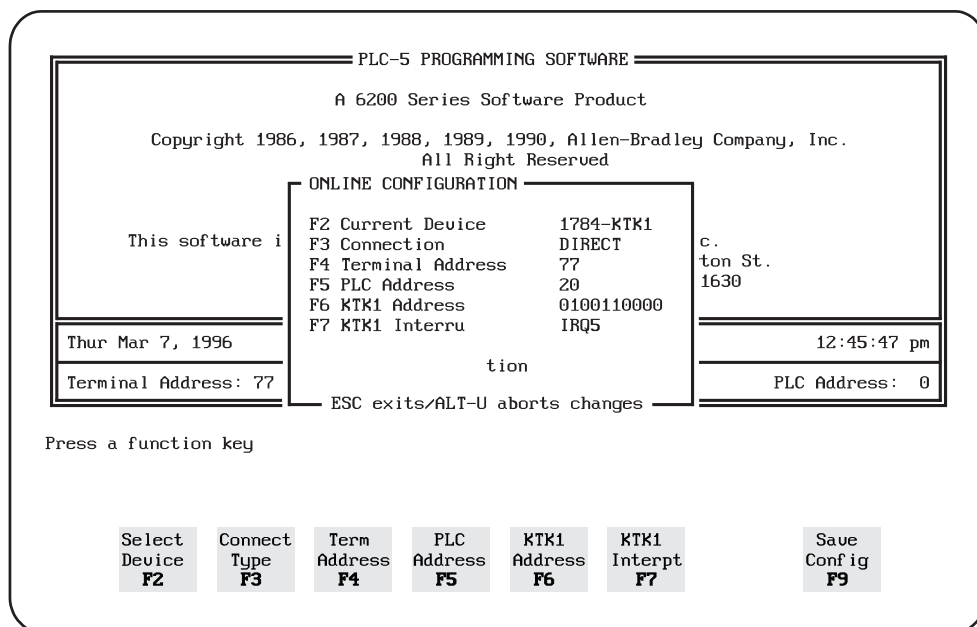 PLC-5 PROGRAMMING SOFTWARE
A 6200 Series Software Product
Copyright 1986, 1987, 1988, 1989, 1990, Allen-Bradley Company, Inc.
All Right Reserved
ONLINE CONFIGURATION
F2 Current Device 1784-KTK1
This software i F3 Connection DIRECT c.
F4 Terminal Address 77 ton St.
F5 PLC Address 20 1630
F6 KTK1 Address 0100110000
F7 KTK1 Interru IRQ5
Thur Mar 7, 1996 12:45:47 pm
tion
Terminal Address: 77 PLC Address: 0
ESC exits/ALT-U aborts changes
Press a function key
Select Connect Term PLC KTK1 KTK1 Save
Device Type Address Address Address Interpt Config
F2 F3 F4 F5 F6 F7 F9